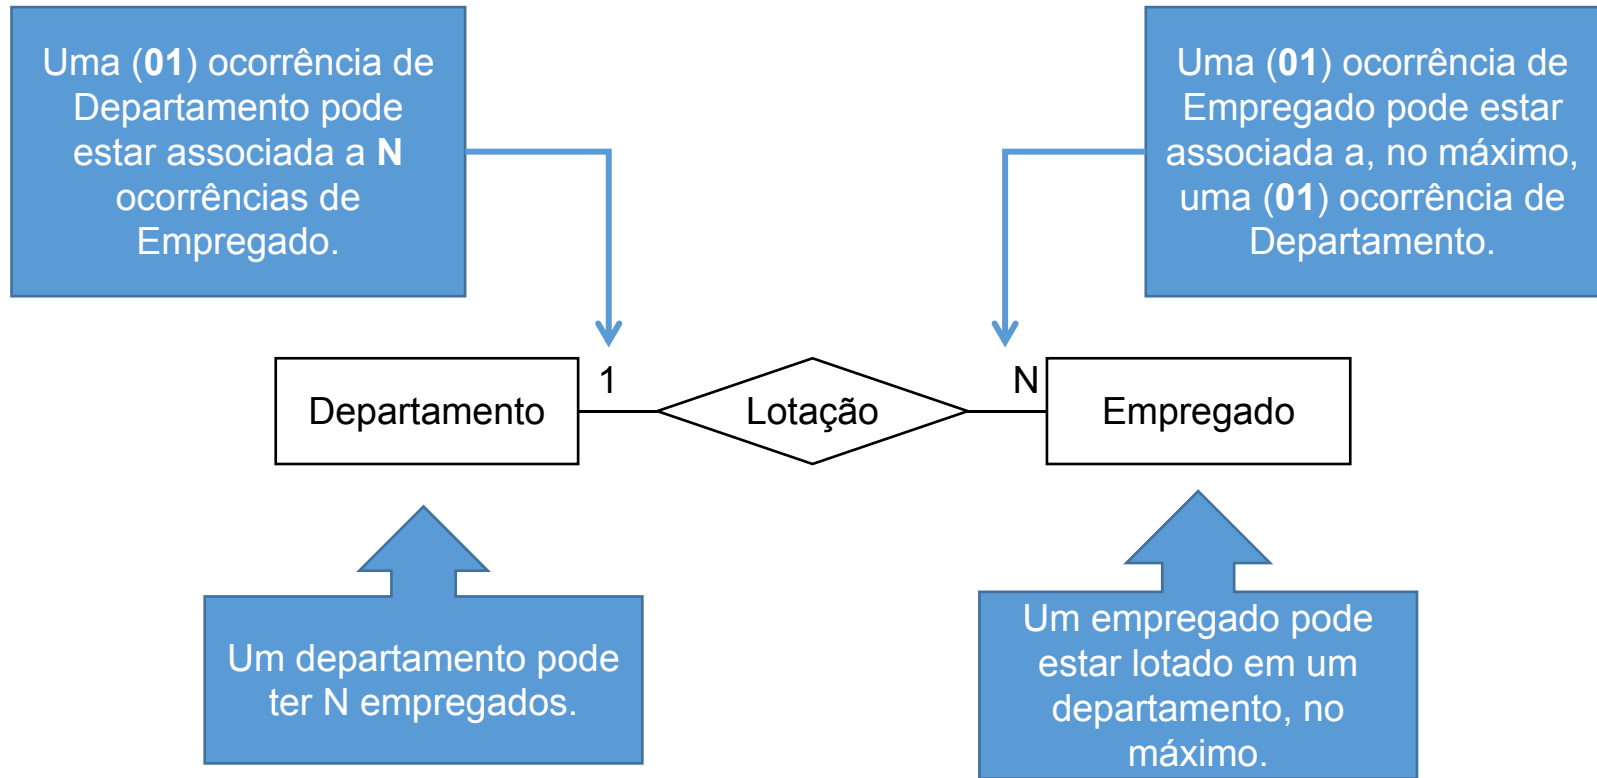 Uma (01) ocorrência de
Departamento pode
estar associada a N
ocorrências de
Empregado.
Uma (01) ocorrência de
Empregado pode estar
associada a, no máximo,
uma (01) ocorrência de
Departamento.
1
N
Departamento
Lotação
Empregado
Um departamento pode
ter N empregados.
Um empregado pode
estar lotado em um
departamento, no
máximo.